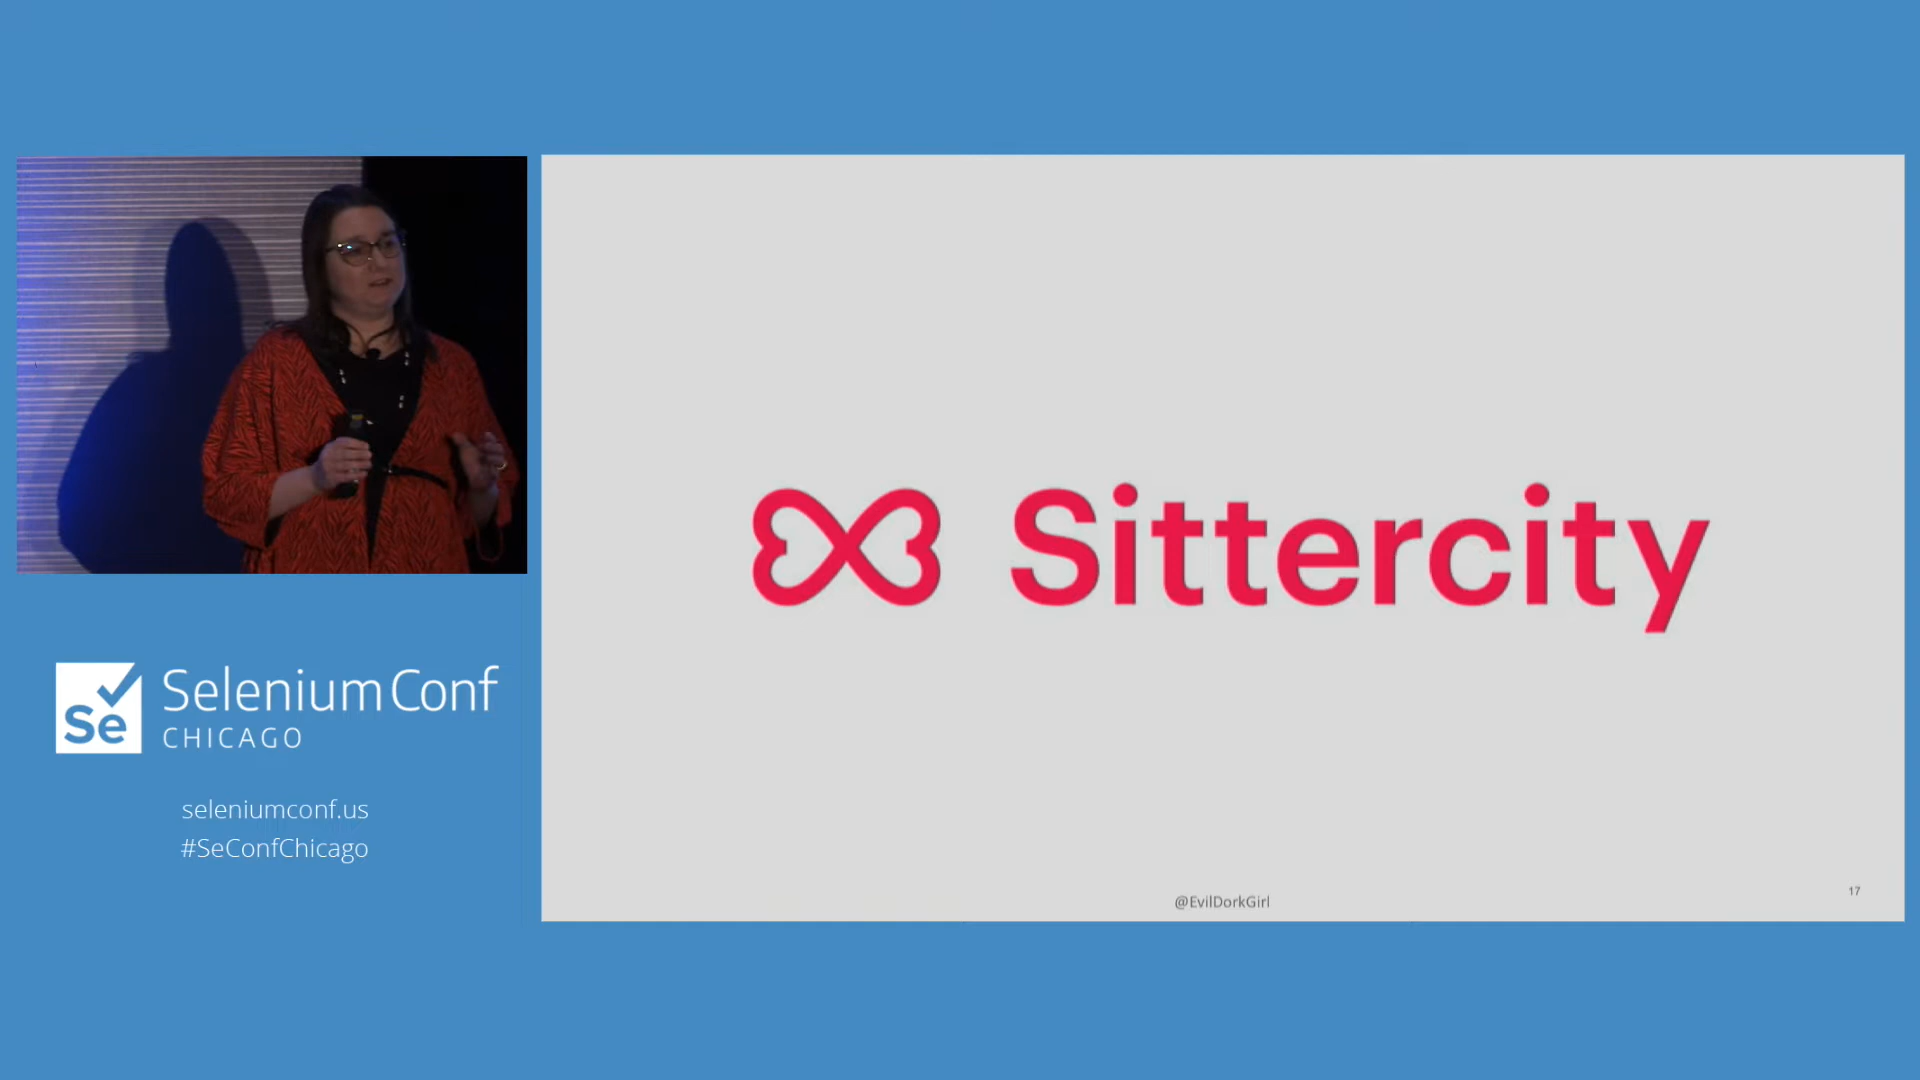 Sittercity
Se
Selenium Conf
CHICAGO
seleniumconf.us
#SeConfChicago
@EvilDorkGirl
17